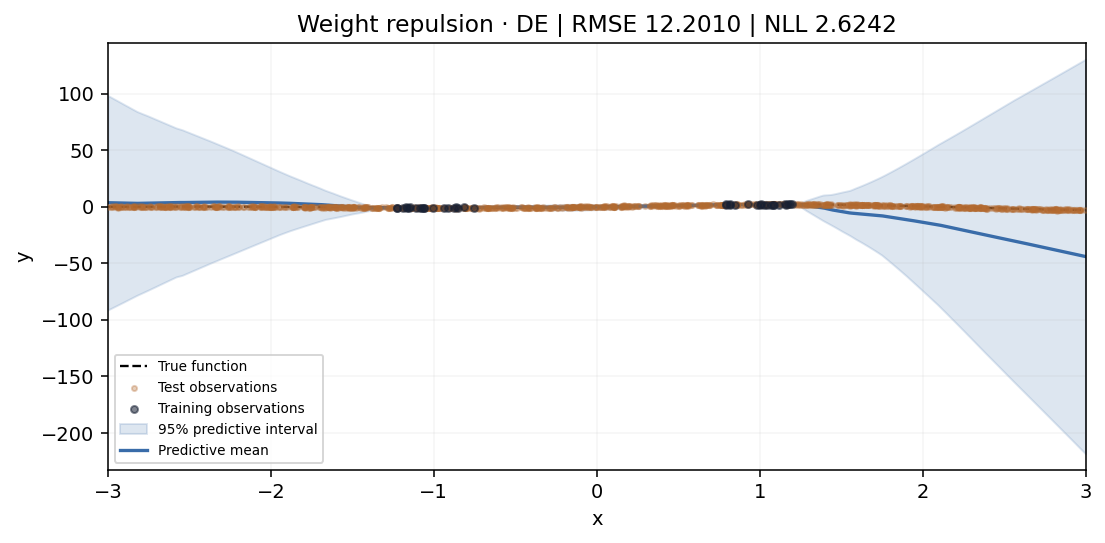 Weight repulsion · DE | RMSE 12.2010 | NLL 2.6242
100
50
0
−50
−100
−150
−200
y
True function
Test observations
Training observations
95% predictive interval
Predictive mean
−3
−2
−1
0
1
2
3
x